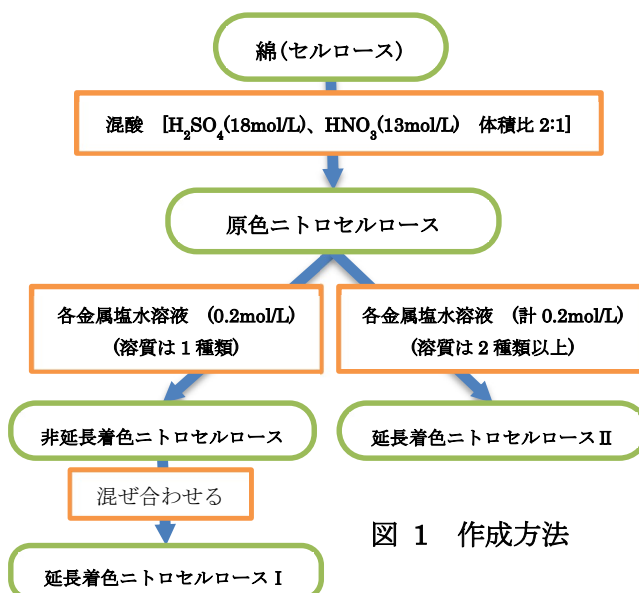 綿(セルロース)
混酸　[H₂SO₄(18mol/L)、HNO₃(13mol/L)　体積比 2:1]
原色ニトロセルロース
各金属塩水溶液　(0.2mol/L)
(溶質は 1 種類)
各金属塩水溶液　(計 0.2mol/L)
(溶質は 2 種類以上)
非延長着色ニトロセルロース
延長着色ニトロセルロースⅡ
混ぜ合わせる
延長着色ニトロセルロースⅠ
図 1　作成方法